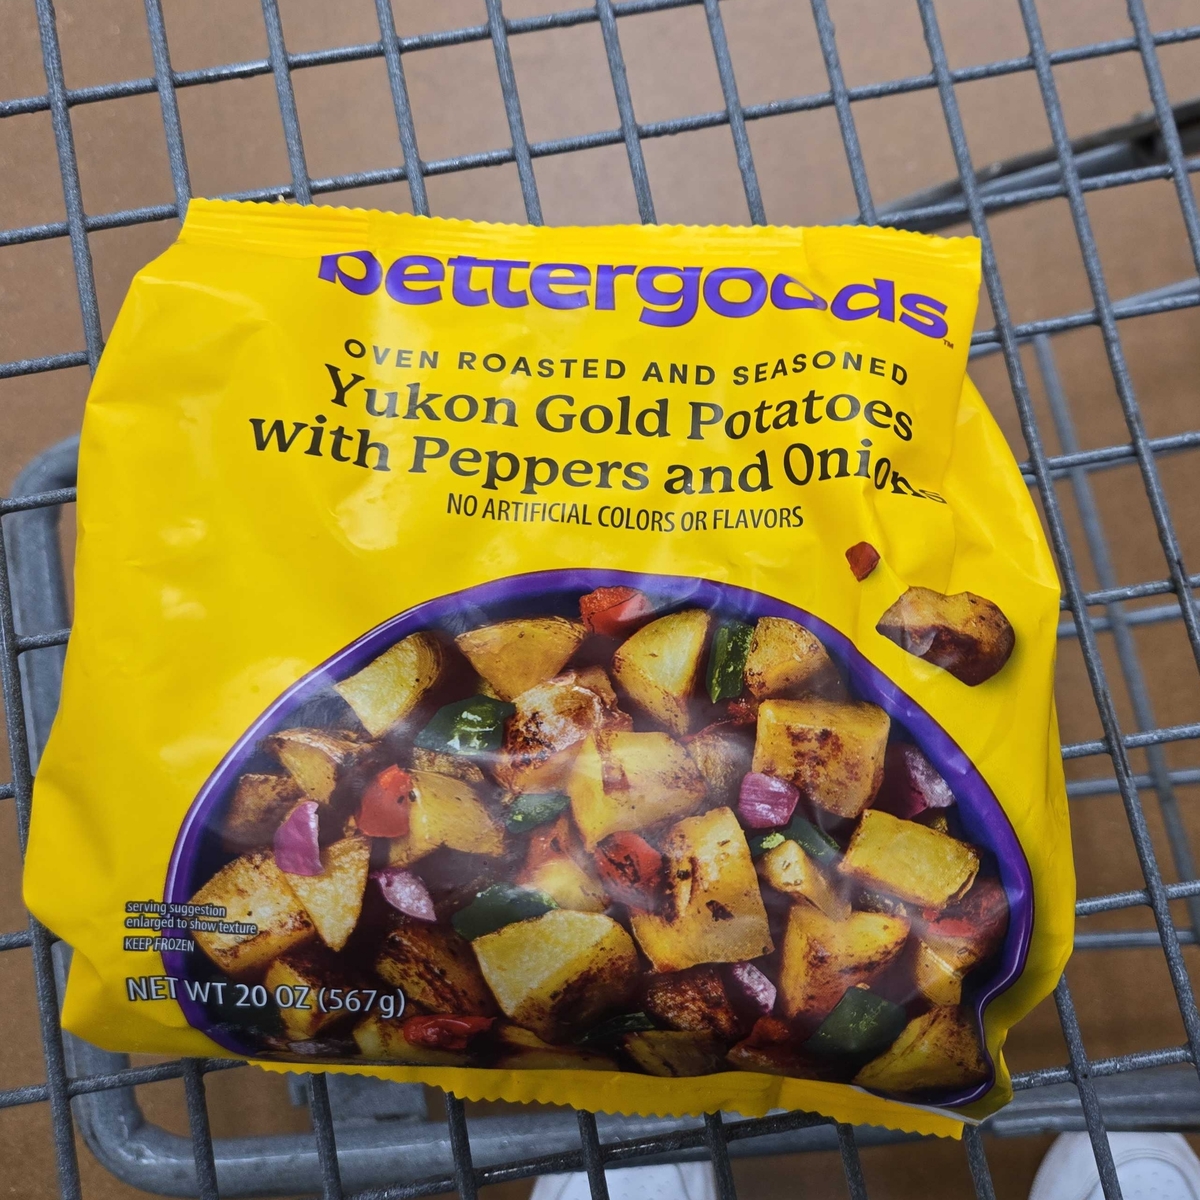 bettergoods™
OVEN ROASTED AND SEASONED
Yukon Gold Potatoes
with Peppers and Onions
NO ARTIFICIAL COLORS OR FLAVORS
serving suggestion
enlarged to show texture
KEEP FROZEN
NET WT 20 OZ (567g)